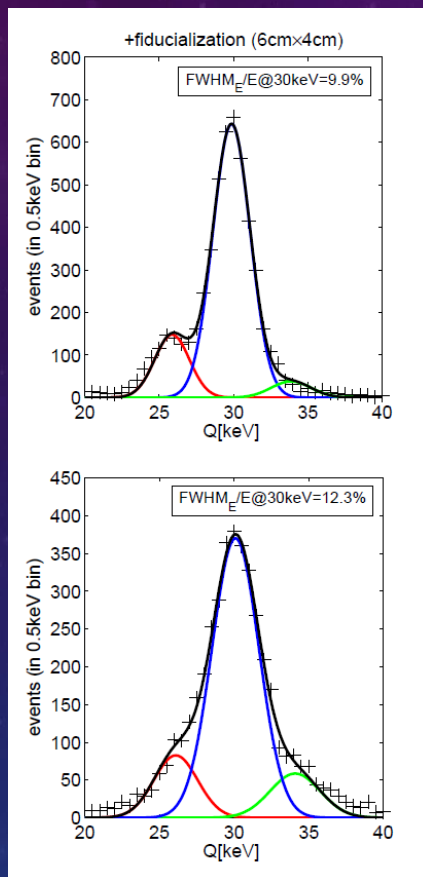 +fiducialization (6cm×4cm)
800
700
600
500
400
300
200
100
0
events (in 0.5keV bin)
FWHM_E/E@30keV=9.9%
20 25 30 35 40
Q[keV]
450
400
350
300
250
200
150
100
50
0
events (in 0.5keV bin)
FWHM_E/E@30keV=12.3%
20 25 30 35 40
Q[keV]